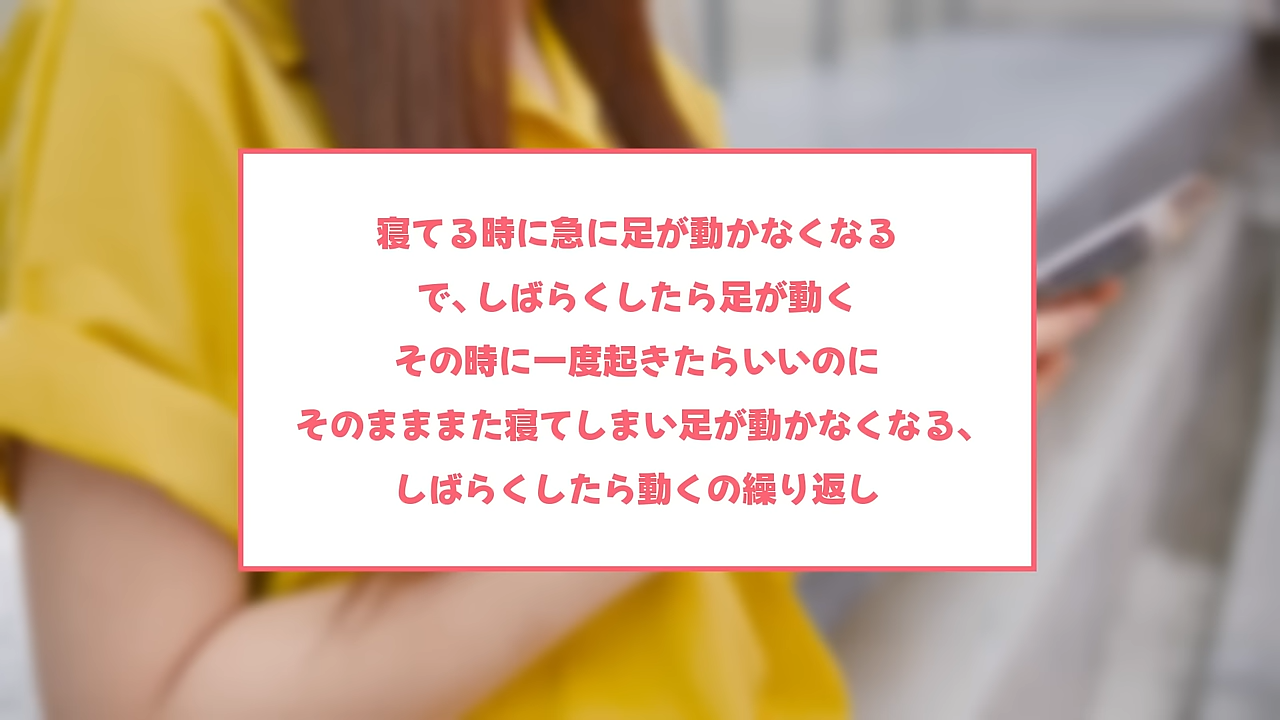 寝てる時に急に足が動かなくなる
で、しばらくしたら足が動く
その時に一度起きたらいいのに
そのまままた寝てしまい足が動かなくなる、
しばらくしたら動くの繰り返し